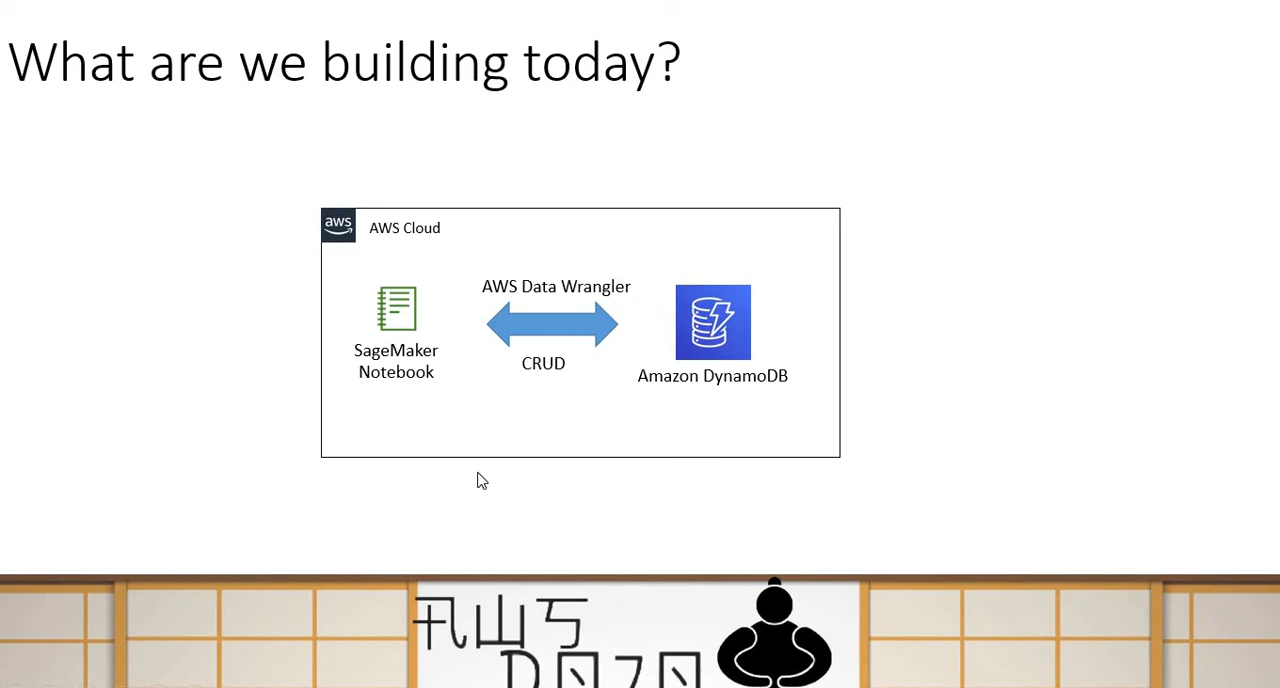 What are we building today?
aws
AWS Cloud
AWS Data Wrangler
SageMaker
Notebook
CRUD
Amazon DynamoDB